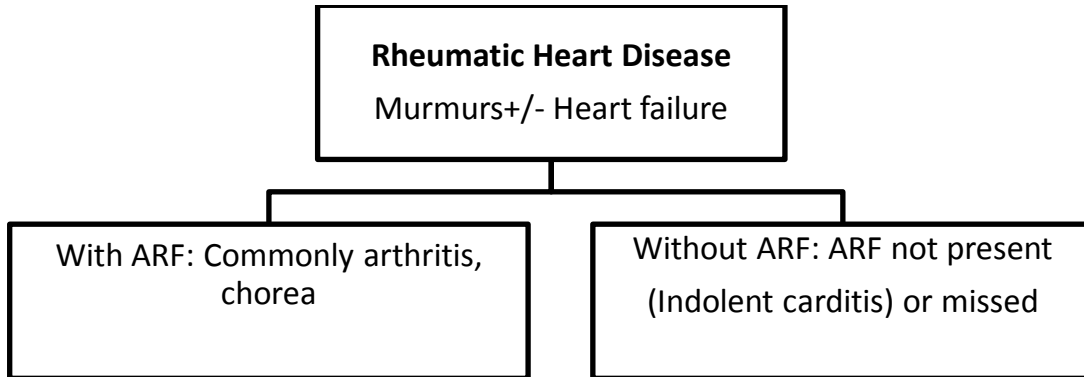 Rheumatic Heart Disease
Murmurs+/- Heart failure
With ARF: Commonly arthritis,
chorea
Without ARF: ARF not present
(Indolent carditis) or missed